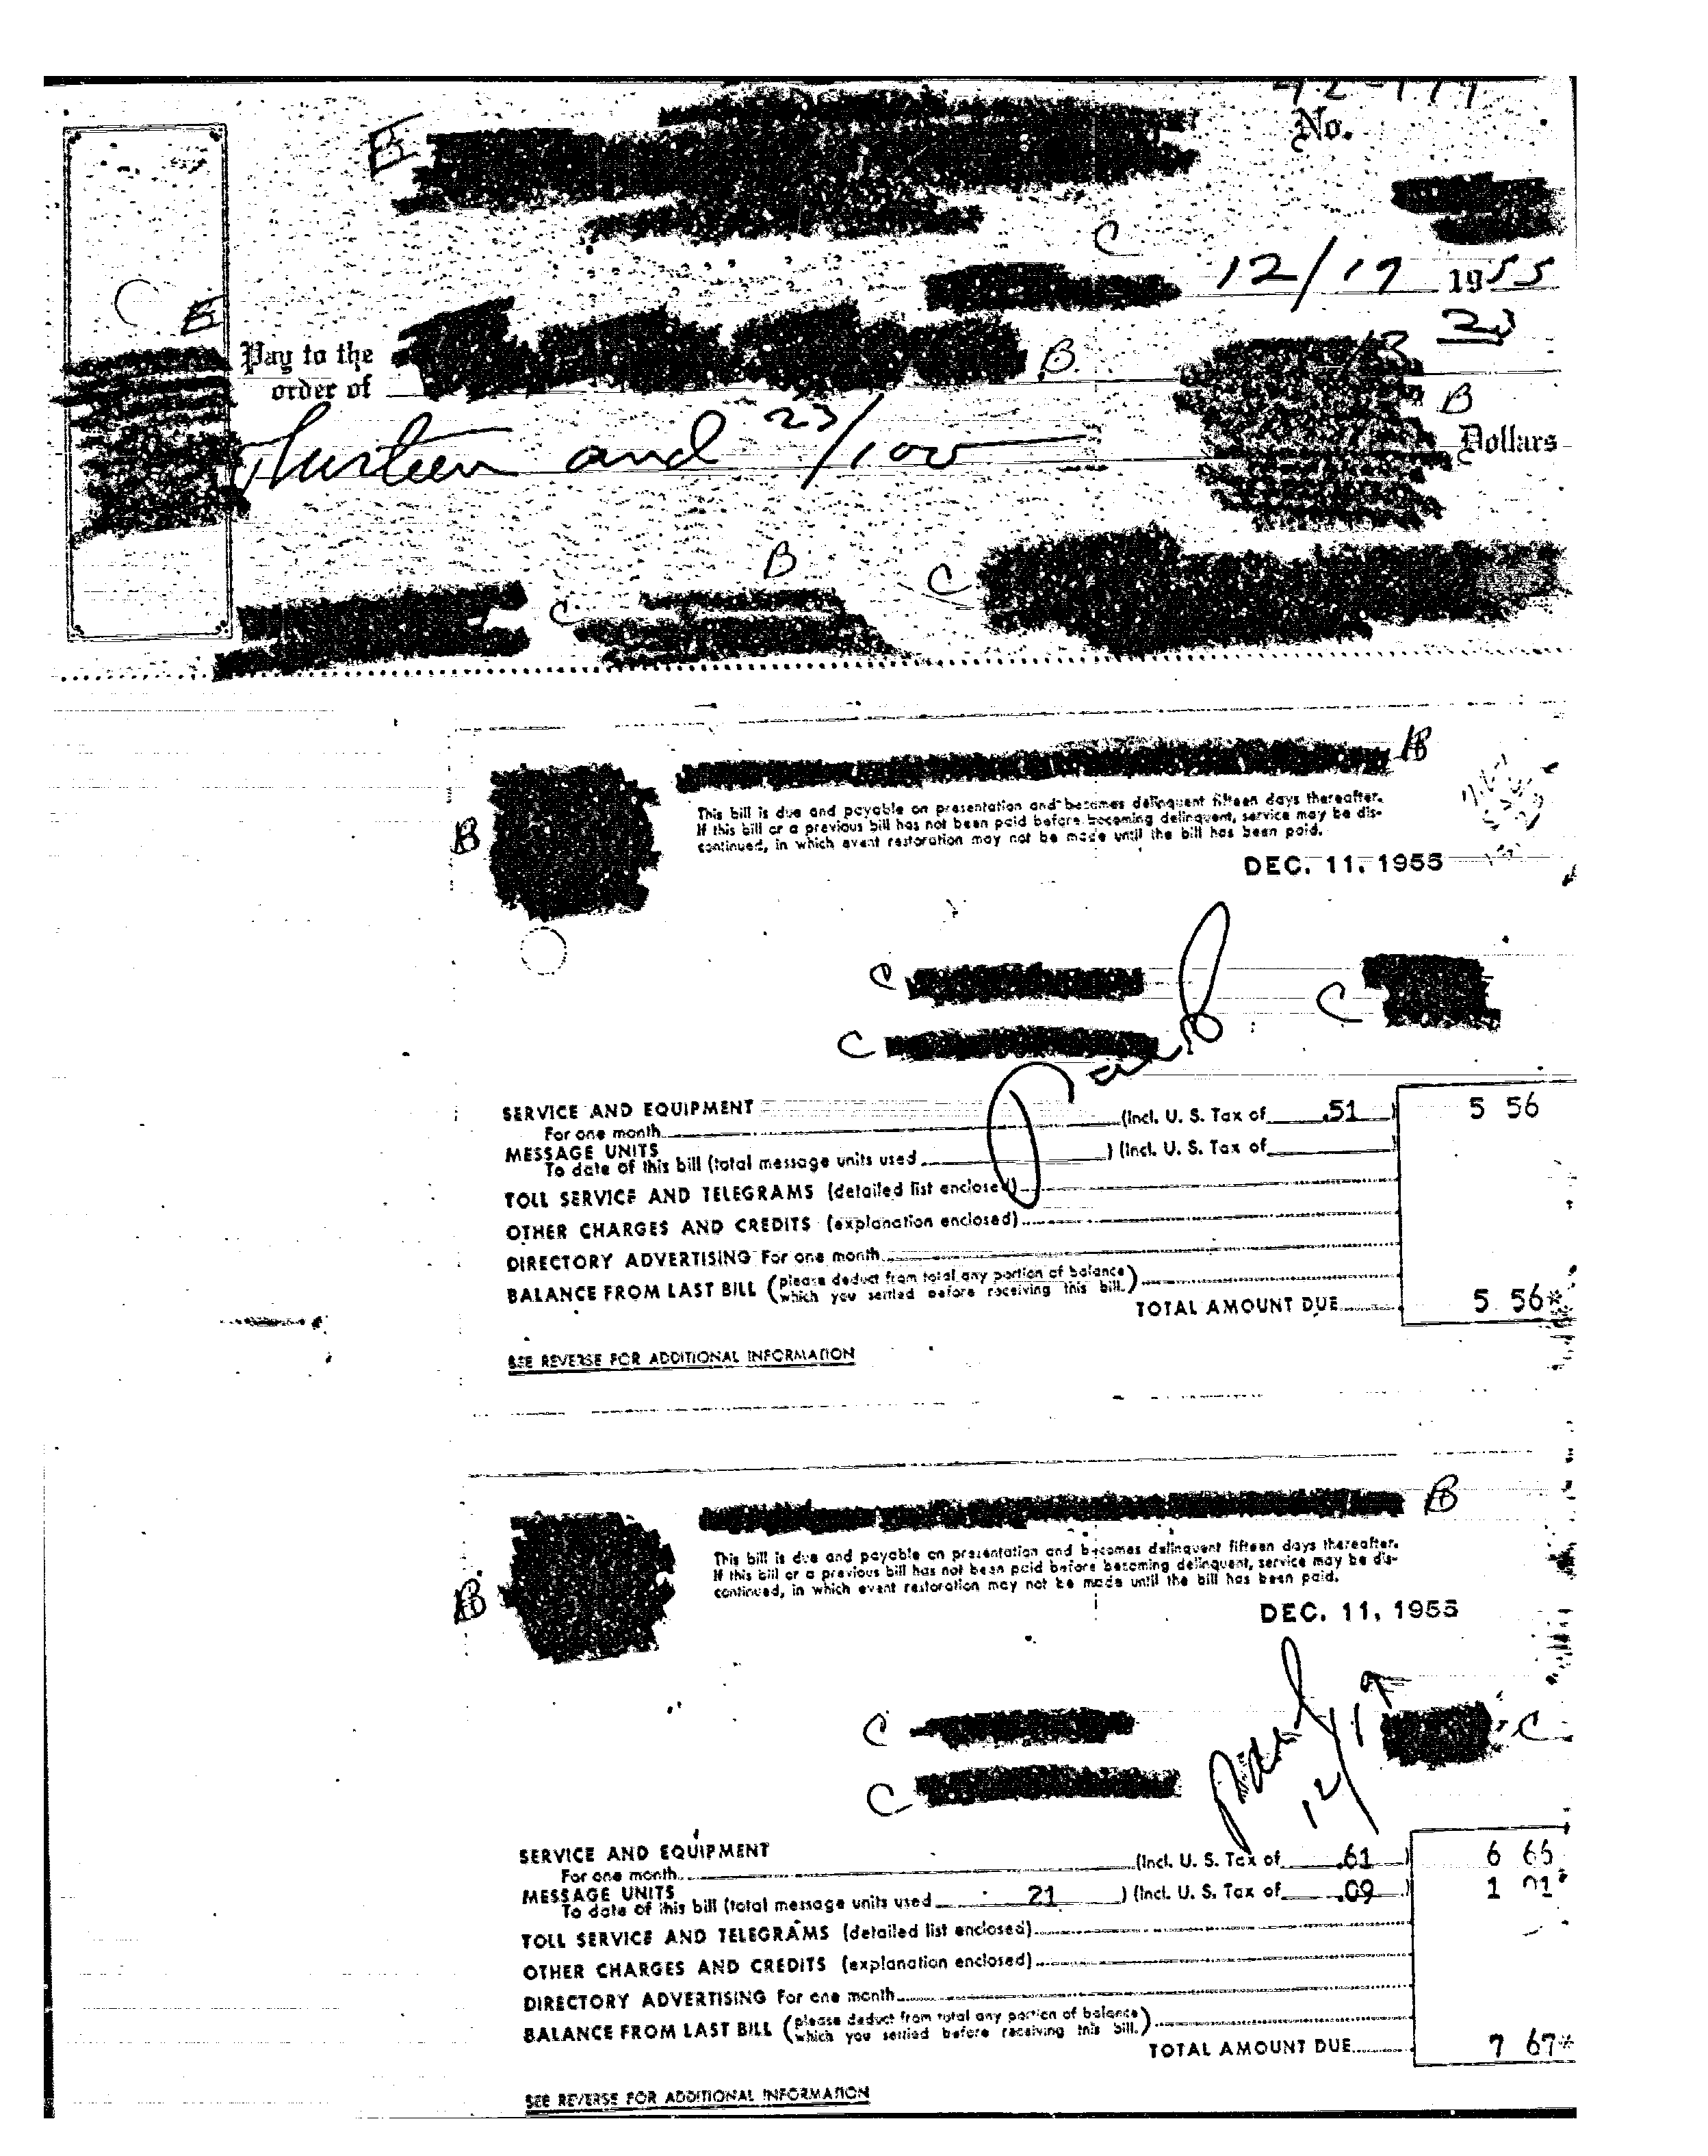 No.
B
C
12/19 1955
C
B
Pay to the
order of
B
13 23
B
Thirteen and 23/100
Dollars
B
C
C
B
This bill is due and payable on presentation and becomes delinquent fifteen days thereafter.
If this bill or a previous bill has not been paid before becoming delinquent, service may be dis-
continued, in which event restoration may not be made until the bill has been paid.
B
DEC. 11, 1955
C
C
C
Paid
SERVICE AND EQUIPMENT
For one month (Incl. U. S. Tax of .51 ) 5 56
MESSAGE UNITS
To date of this bill (total message units used ) (Incl. U. S. Tax of )
TOLL SERVICE AND TELEGRAMS (detailed list enclosed)
OTHER CHARGES AND CREDITS (explanation enclosed)
DIRECTORY ADVERTISING For one month
BALANCE FROM LAST BILL (please deduct from total any portion of balance
which you settled before receiving this bill.)
TOTAL AMOUNT DUE 5 56*
SEE REVERSE FOR ADDITIONAL INFORMATION
B
This bill is due and payable on presentation and becomes delinquent fifteen days thereafter.
If this bill or a previous bill has not been paid before becoming delinquent, service may be dis-
continued, in which event restoration may not be made until the bill has been paid.
B
DEC. 11, 1955
C
C
C
paid
12/19
SERVICE AND EQUIPMENT
For one month (Incl. U. S. Tax of .61 ) 6 66
MESSAGE UNITS
To date of this bill (total message units used 21 ) (Incl. U. S. Tax of .09 ) 1 01
TOLL SERVICE AND TELEGRAMS (detailed list enclosed)
OTHER CHARGES AND CREDITS (explanation enclosed)
DIRECTORY ADVERTISING For one month
BALANCE FROM LAST BILL (please deduct from total any portion of balance
which you settled before receiving this bill.)
TOTAL AMOUNT DUE 7 67*
SEE REVERSE FOR ADDITIONAL INFORMATION